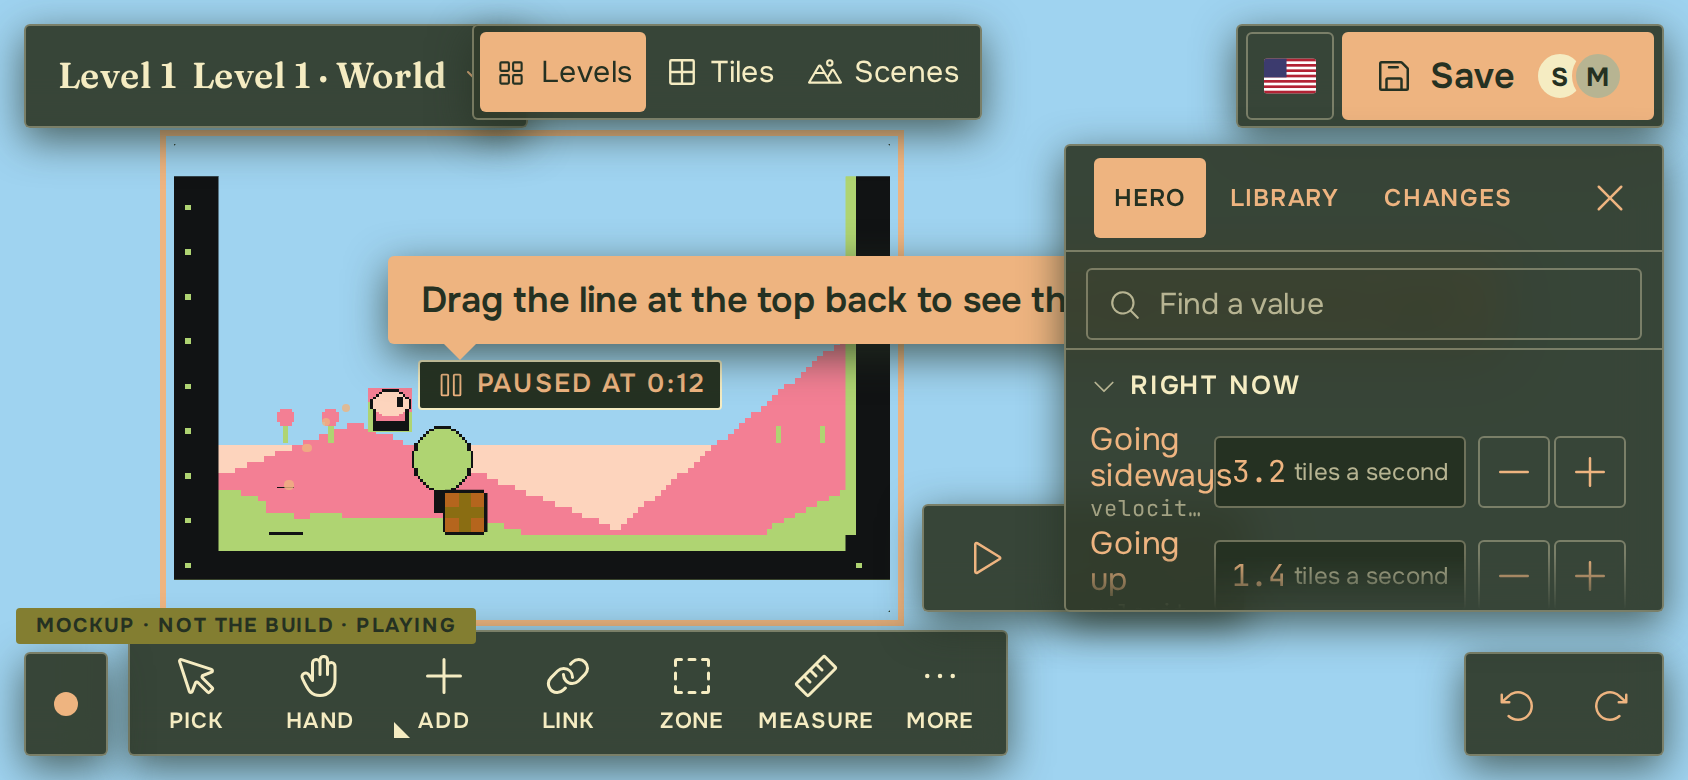 Level 1 Level 1 · World
Levels
Tiles
Scenes
Save
S
M
HERO
LIBRARY
CHANGES
Find a value
Drag the line at the top back to see th
PAUSED AT 0:12
RIGHT NOW
Going sideways
3.2 tiles a second
velocit…
Going up
1.4 tiles a second
MOCKUP · NOT THE BUILD · PLAYING
PICK
HAND
ADD
LINK
ZONE
MEASURE
MORE